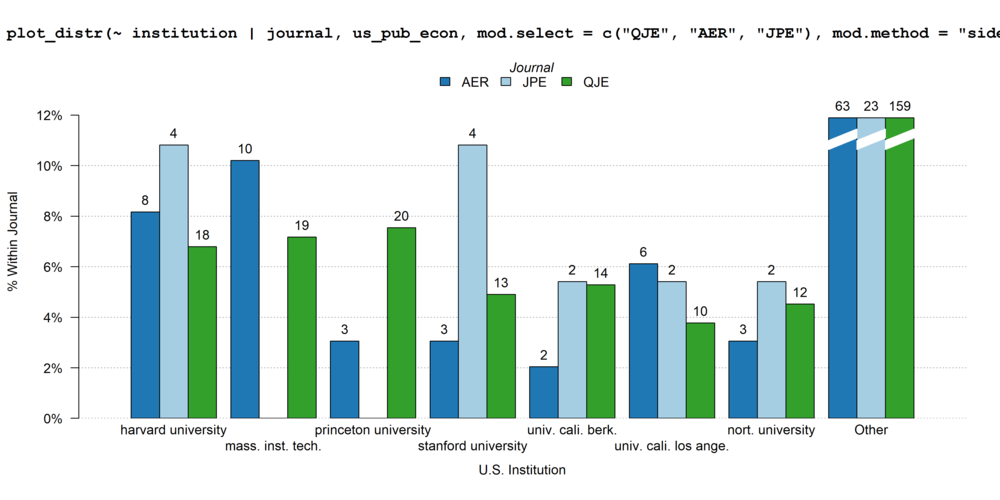 plot_distr(~ institution | journal, us_pub_econ, mod.select = c("QJE", "AER", "JPE"), mod.method = "side
Journal
AER JPE QJE
% Within Journal
12%
10%
8%
6%
4%
2%
0%
8 4 18
10 19
3 20
3 4 13
2 2 14
6 2 10
3 2 12
63 23 159
harvard university
mass. inst. tech.
princeton university
stanford university
univ. cali. berk.
univ. cali. los ange.
nort. university
Other
U.S. Institution